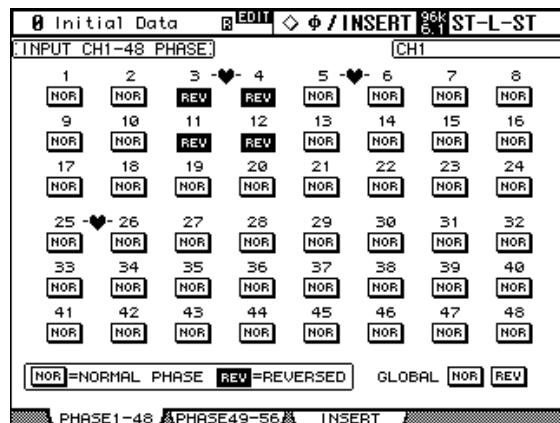 0 Initial Data B EDIT ◇ Φ/INSERT 96k 6.1 ST-L-ST
INPUT CH1-48 PHASE CH1
1 2 3 -♥- 4 5 -♥- 6 7 8
NOR NOR REV REV NOR NOR NOR NOR
9 10 11 12 13 14 15 16
NOR NOR REV REV NOR NOR NOR NOR
17 18 19 20 21 22 23 24
NOR NOR NOR NOR NOR NOR NOR NOR
25 -♥- 26 27 28 29 30 31 32
NOR NOR NOR NOR NOR NOR NOR NOR
33 34 35 36 37 38 39 40
NOR NOR NOR NOR NOR NOR NOR NOR
41 42 43 44 45 46 47 48
NOR NOR NOR NOR NOR NOR NOR NOR
NOR=NORMAL PHASE REV=REVERSED GLOBAL NOR REV
PHASE1-48 PHASE49-56 INSERT